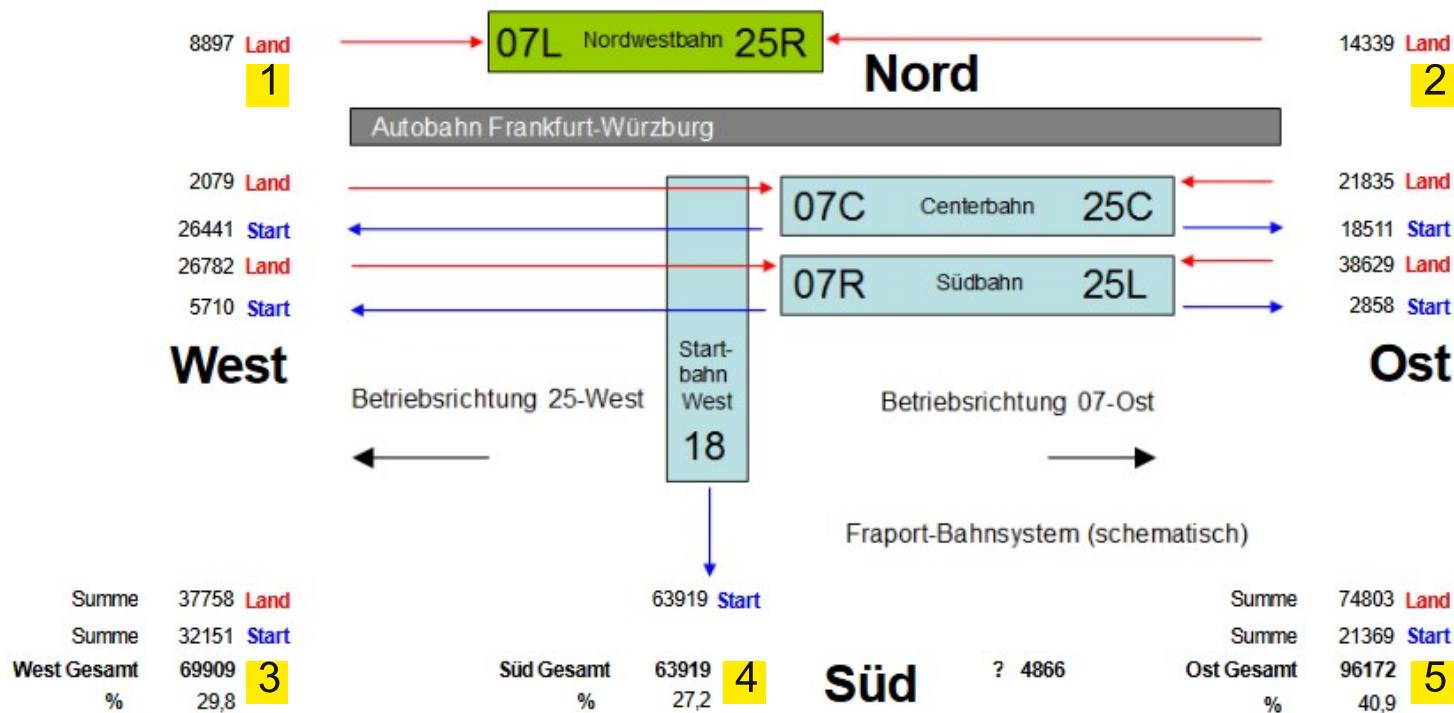 8897 Land
07L Nordwestbahn 25R
14339 Land
1
Nord
2
Autobahn Frankfurt-Würzburg
2079 Land
21835 Land
07C Centerbahn 25C
26441 Start
18511 Start
26782 Land
38629 Land
07R Südbahn 25L
5710 Start
2858 Start
West
Start-
bahn
West
18
Ost
Betriebsrichtung 25-West
Betriebsrichtung 07-Ost
Fraport-Bahnsystem (schematisch)
Summe 37758 Land
63919 Start
Summe 74803 Land
Summe 32151 Start
Summe 21369 Start
West Gesamt 69909 3
Süd Gesamt 63919 4
Süd
? 4866
Ost Gesamt 96172 5
% 29,8
% 27,2
% 40,9